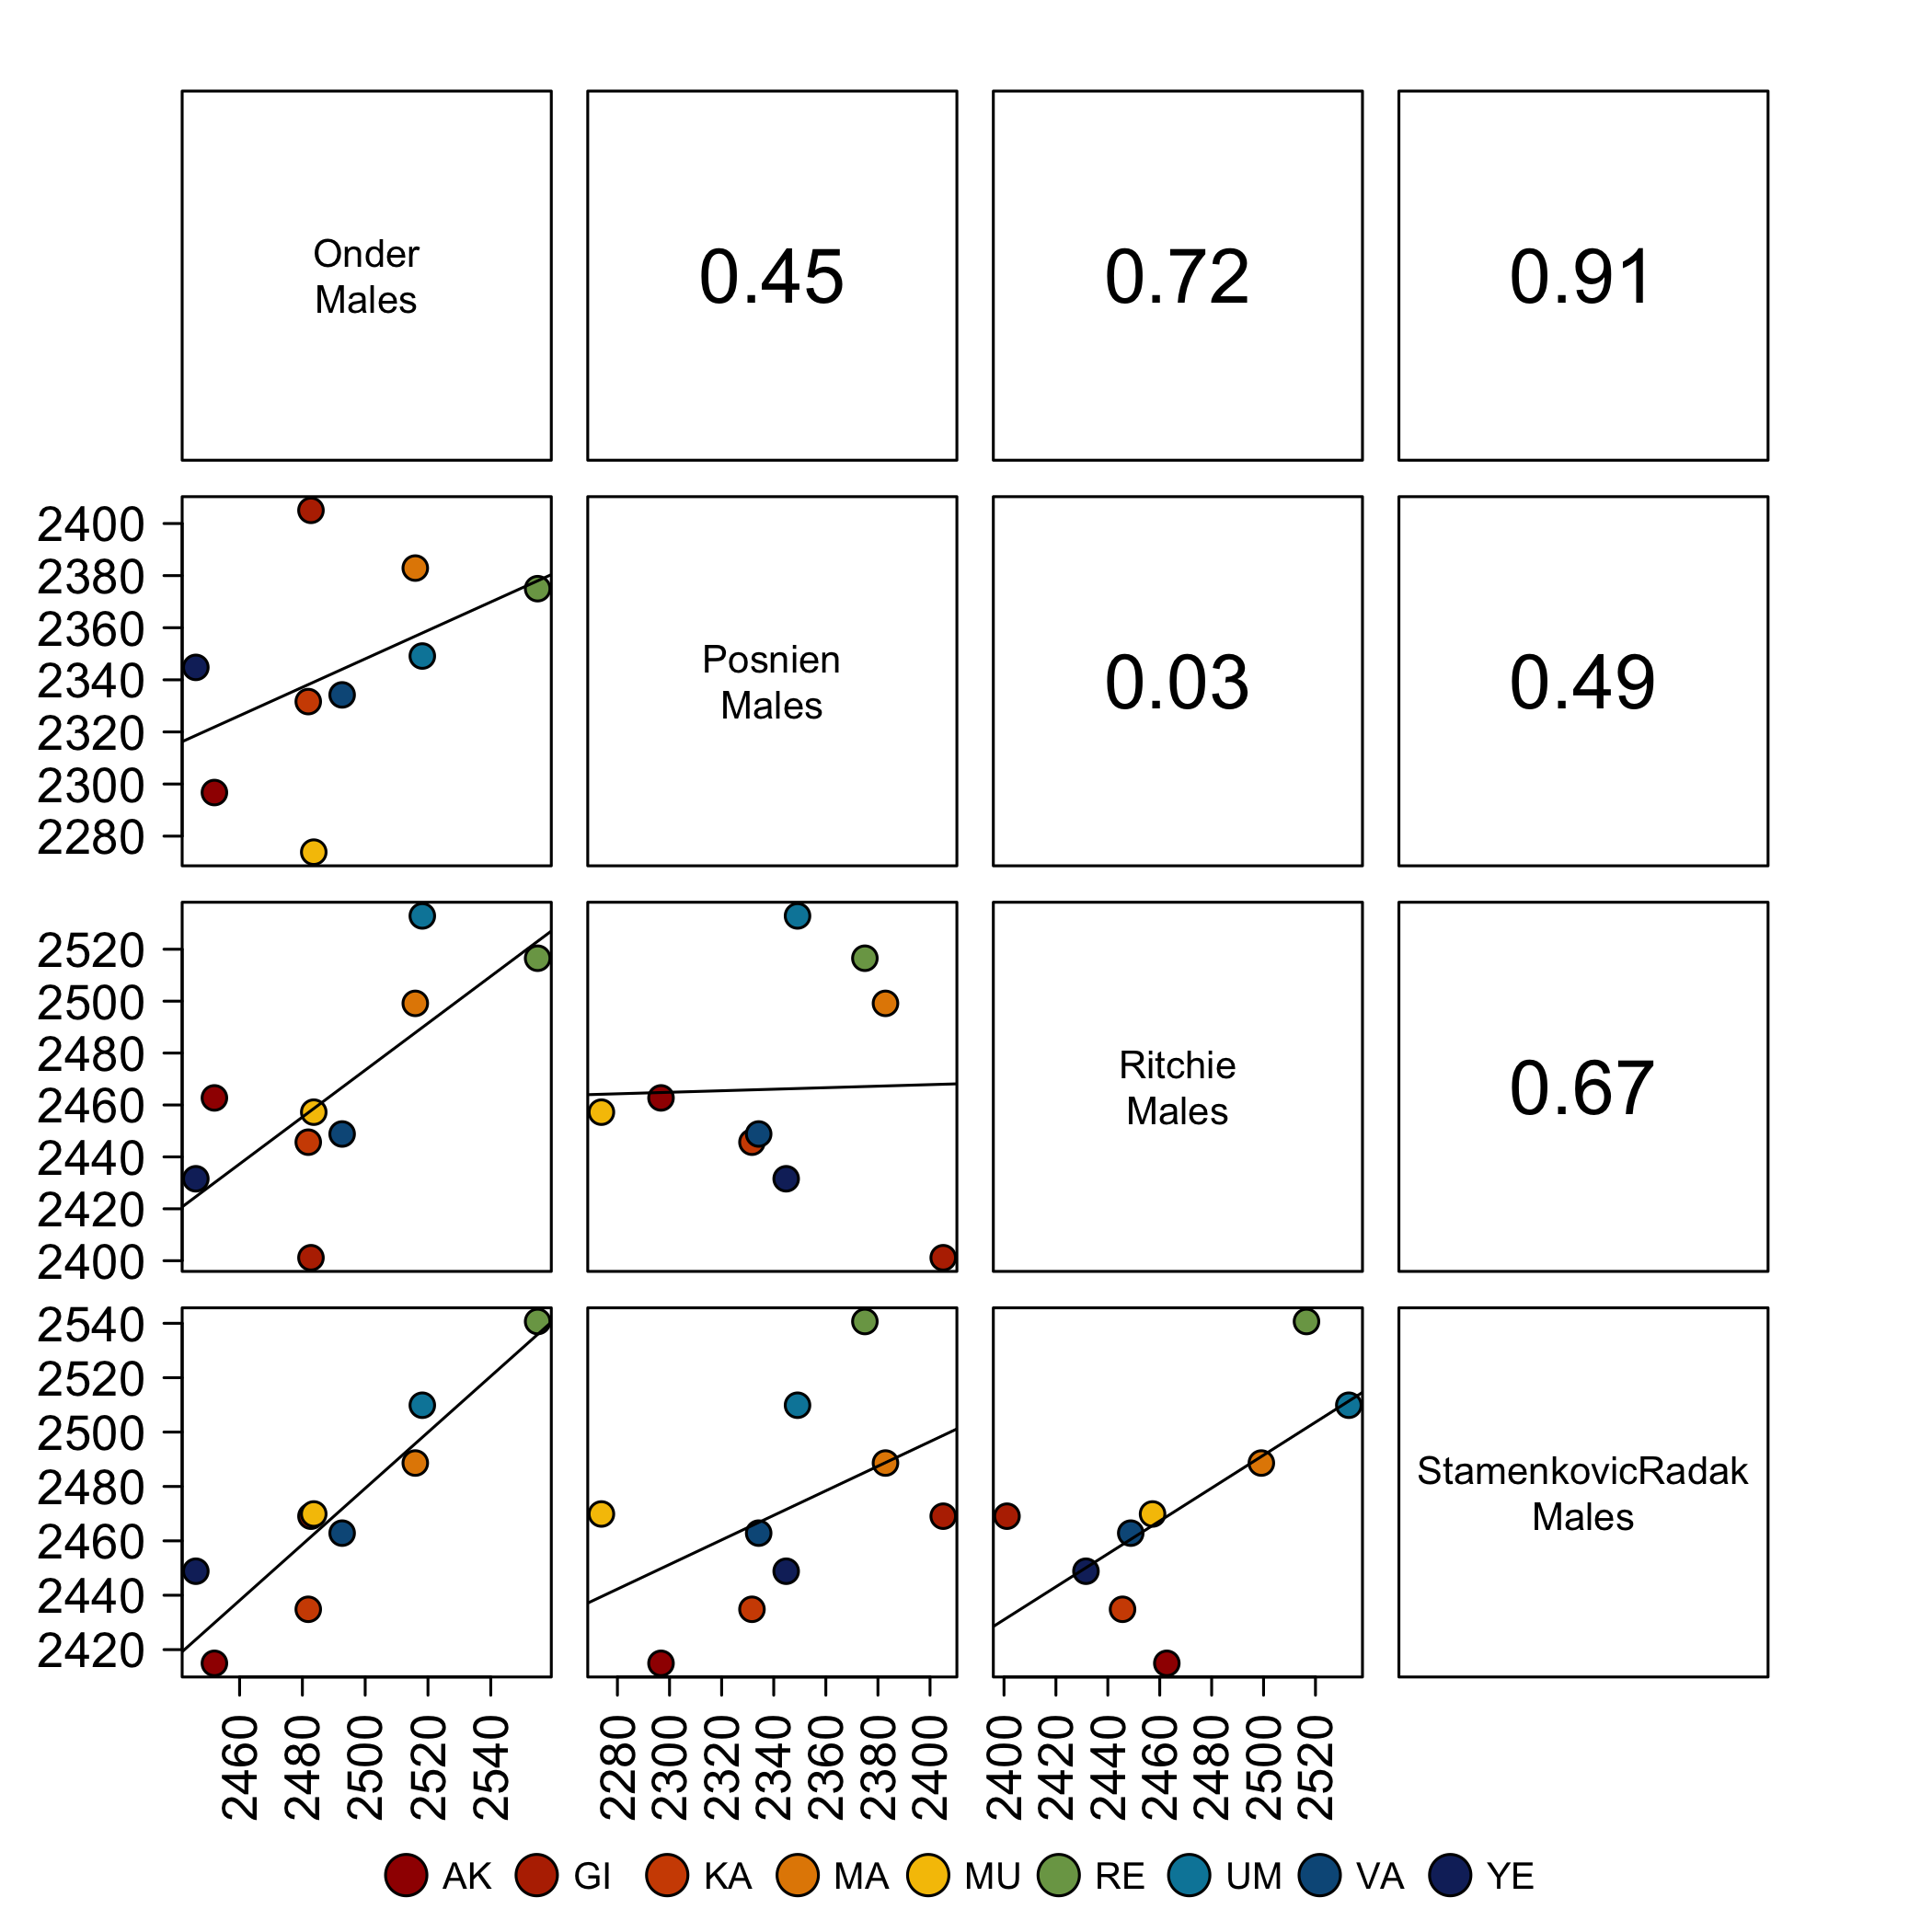 Onder
Males
0.45
0.72
0.91
2400
2380
2360
2340
2320
2300
2280
Posnien
Males
0.03
0.49
2520
2500
2480
2460
2440
2420
2400
Ritchie
Males
0.67
2540
2520
2500
2480
2460
2440
2420
StamenkovicRadak
Males
2460 2480 2500 2520 2540
2280 2300 2320 2340 2360 2380 2400
2400 2420 2440 2460 2480 2500 2520
AK GI KA MA MU RE UM VA YE